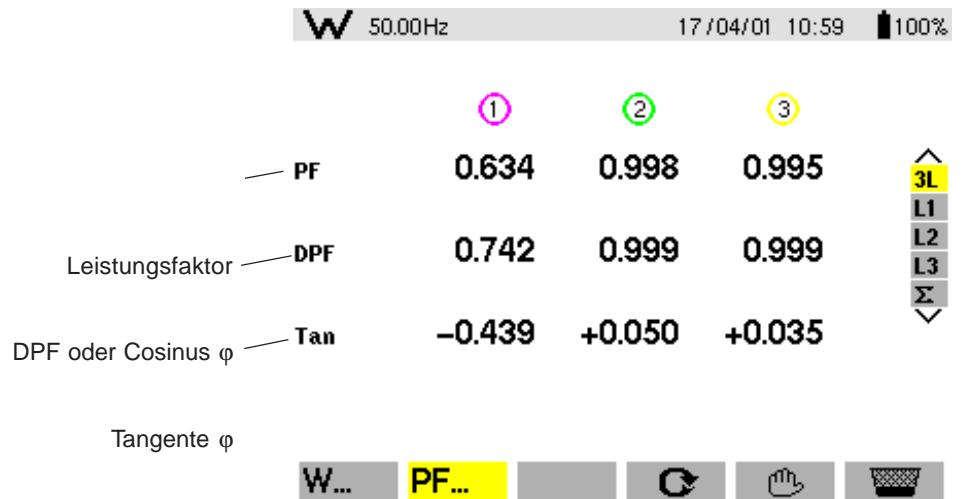 W 50.00Hz 17/04/01 10:59 100%
1 2 3
PF 0.634 0.998 0.995
3L
L1
L2
L3
Σ
Leistungsfaktor
DPF 0.742 0.999 0.999
DPF oder Cosinus φ
Tan −0.439 +0.050 +0.035
Tangente φ
W... PF...